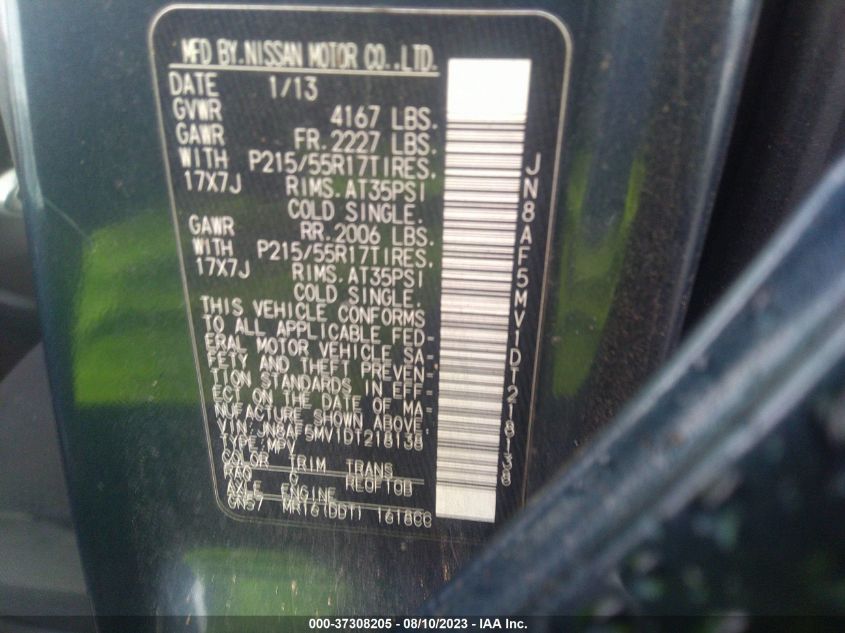 MFD BY.NISSAN MOTOR CO.,LTD.
DATE 1/13
GVWR 4167 LBS.
GAWR FR.2227 LBS.
WITH P215/55R17TIRES.
17X7J RIMS.AT35PSI
COLD SINGLE.
GAWR RR.2006 LBS.
WITH P215/55R17TIRES.
17X7J RIMS.AT35PSI
COLD SINGLE.
THIS VEHICLE CONFORMS
TO ALL APPLICABLE FED-
ERAL MOTOR VEHICLE SA-
FETY AND THEFT PREVEN-
TION STANDARDS IN EFF-
ECT ON THE DATE OF MA-
NUFACTURE SHOWN ABOVE.
VIN:JN8AF5MV1DT218138
TYPE:MPV
COLOR TRIM TRANS
G RE0F10B
AXLE ENGINE
GN57 MR16(DDT) 1618CC
JN8AF5MV1DT218138
000-37308205 - 08/10/2023 - IAA Inc.